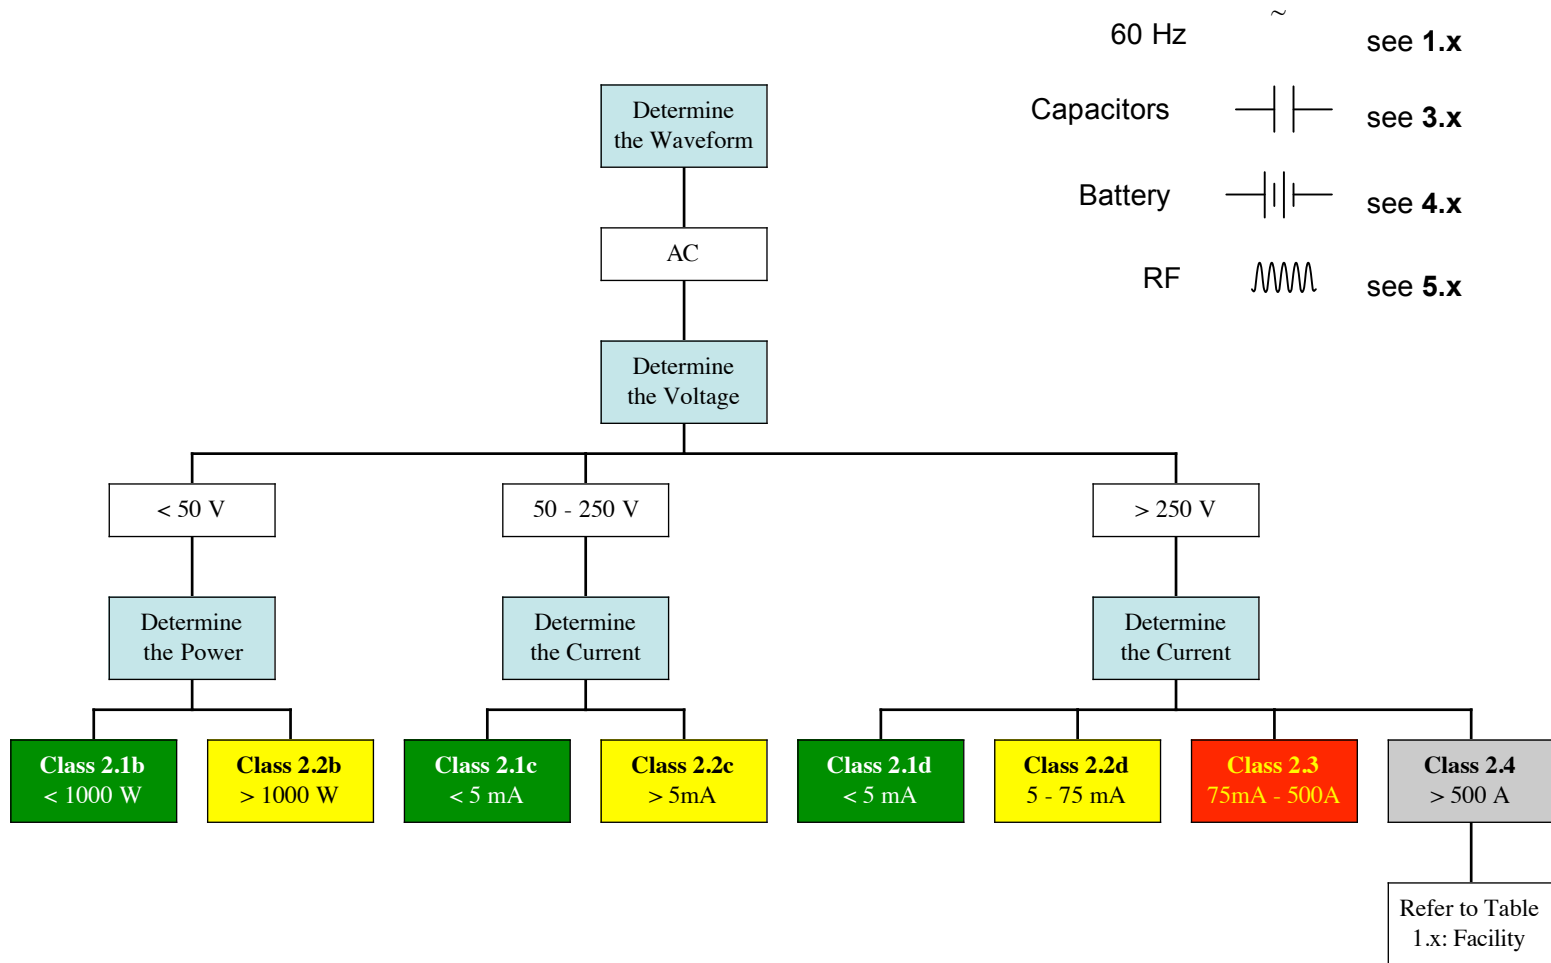 60 Hz ~ see 1.x
Capacitors see 3.x
Battery see 4.x
RF see 5.x
Determine
the Waveform
AC
Determine
the Voltage
< 50 V
50 - 250 V
> 250 V
Determine
the Power
Determine
the Current
Determine
the Current
Class 2.1b
< 1000 W
Class 2.2b
> 1000 W
Class 2.1c
< 5 mA
Class 2.2c
> 5mA
Class 2.1d
< 5 mA
Class 2.2d
5 - 75 mA
Class 2.3
75mA - 500A
Class 2.4
> 500 A
Refer to Table
1.x: Facility